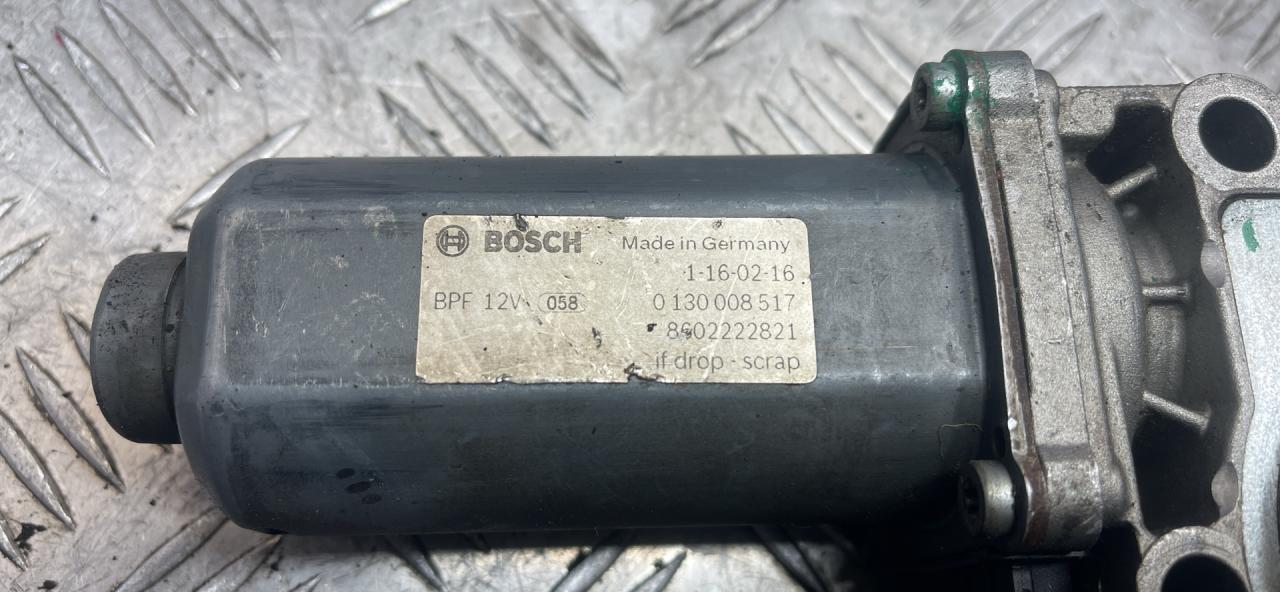 BOSCH Made in Germany
1-16-02-16
BPF 12V 058 0 130 008 517
8602222821
if drop - scrap